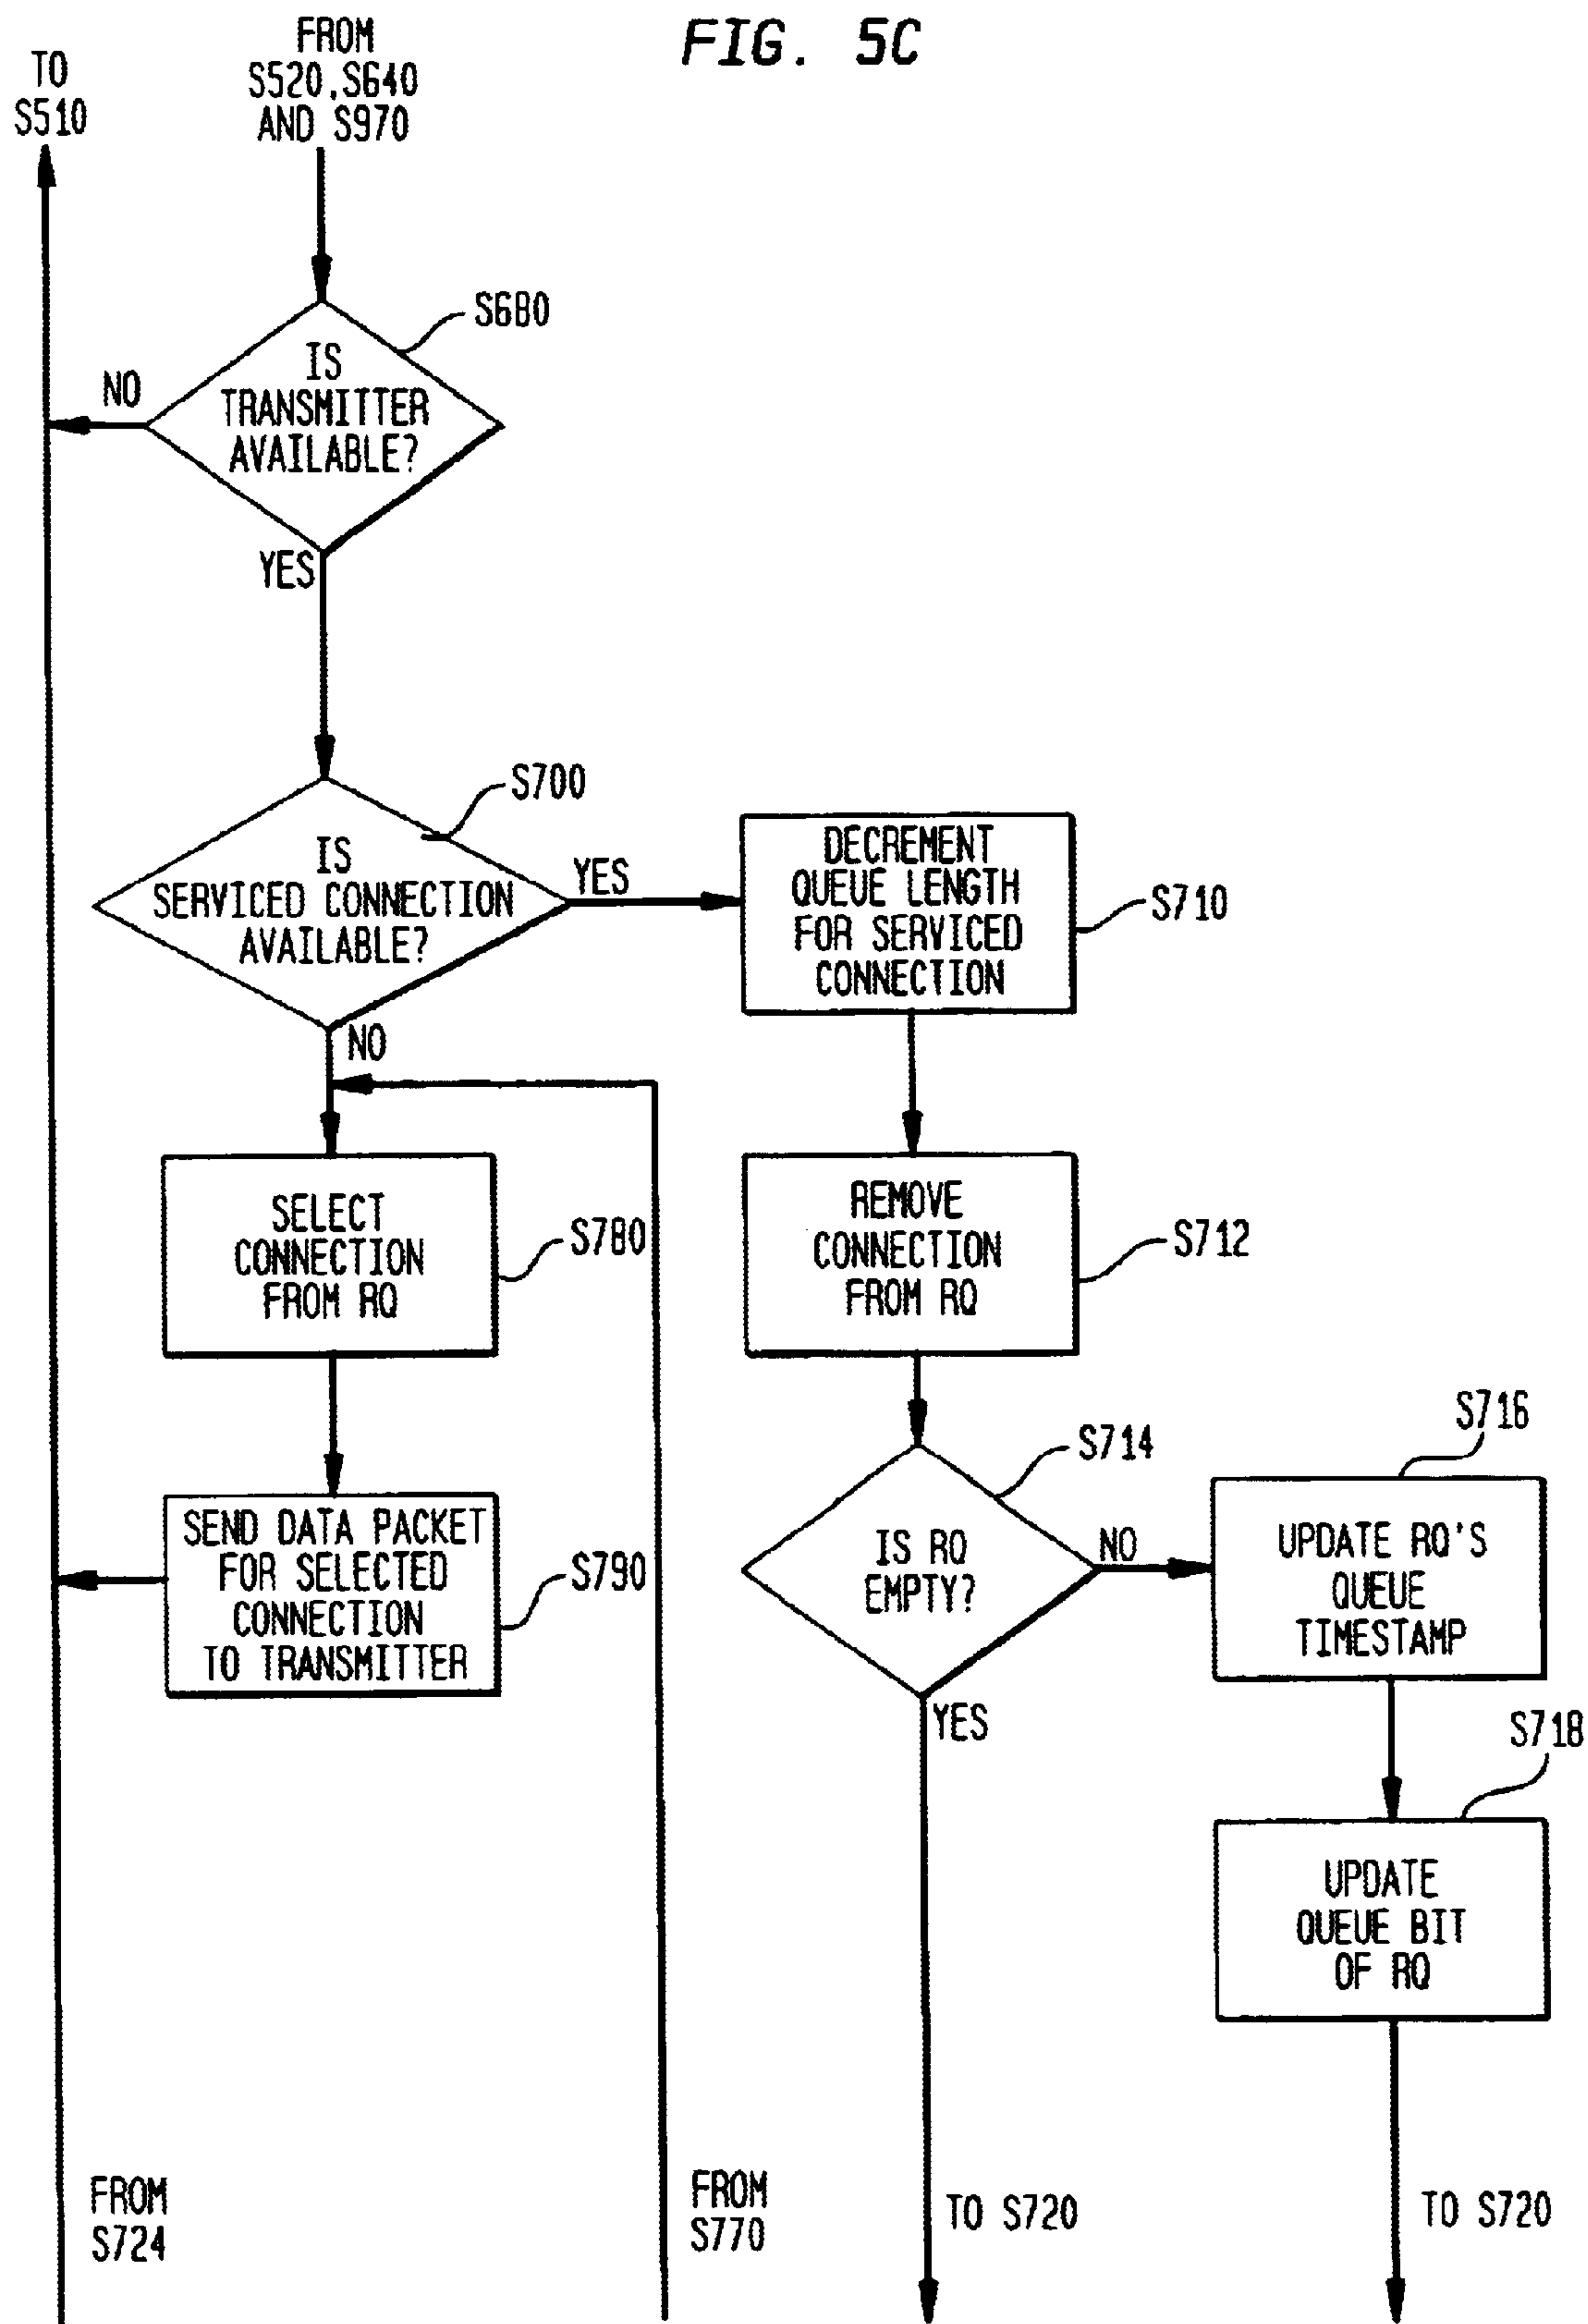 FIG. 5C
TO
S510
FROM
S520,S640
AND S970
S680
IS
TRANSMITTER
AVAILABLE?
NO
YES
S700
IS
SERVICED CONNECTION
AVAILABLE?
YES
NO
DECREMENT
QUEUE LENGTH
FOR SERVICED
CONNECTION
S710
SELECT
CONNECTION
FROM RQ
S780
REMOVE
CONNECTION
FROM RQ
S712
SEND DATA PACKET
FOR SELECTED
CONNECTION
TO TRANSMITTER
S790
S714
IS RQ
EMPTY?
NO
YES
S716
UPDATE RQ'S
QUEUE
TIMESTAMP
S718
UPDATE
QUEUE BIT
OF RQ
FROM
S724
FROM
S770
TO S720
TO S720